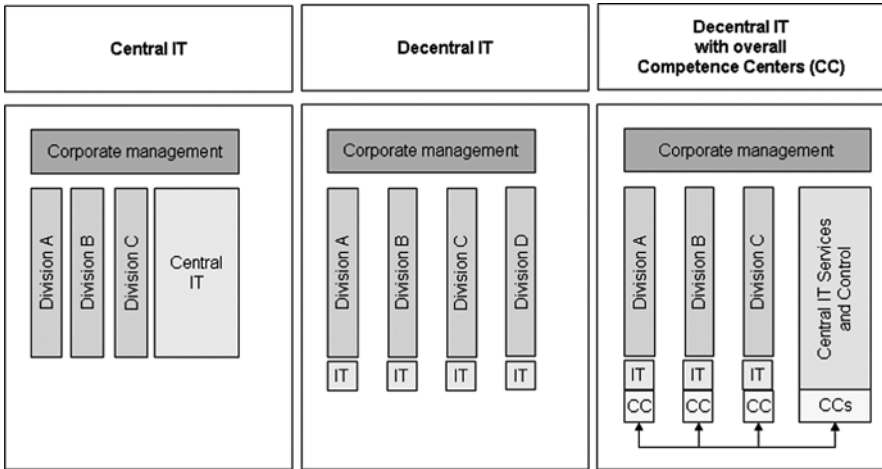 Central IT
Decentral IT
Decentral IT
with overall
Competence Centers (CC)
Corporate management
Division A
Division B
Division C
Central
IT
Corporate management
Division A
Division B
Division C
Division D
IT
IT
IT
IT
Corporate management
Division A
Division B
Division C
Central IT Services
and Control
IT
IT
IT
CC
CC
CC
CCs